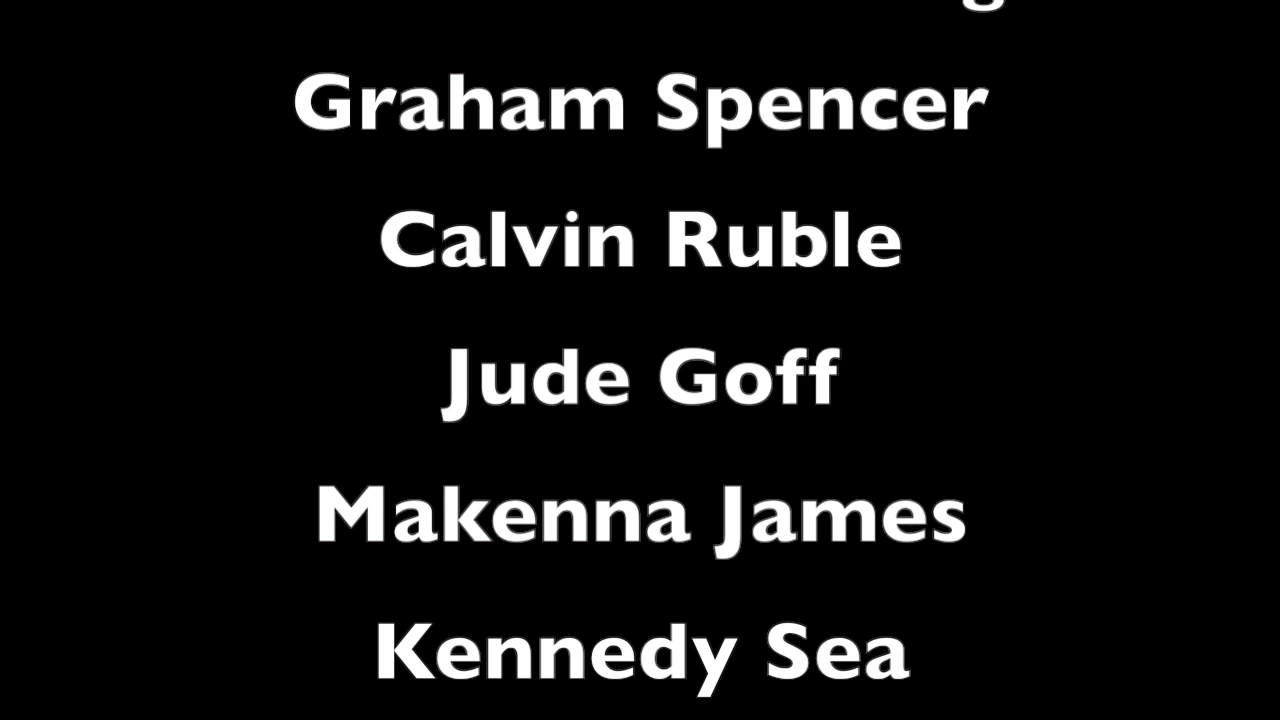 Graham Spencer
Calvin Ruble
Jude Goff
Makenna James
Kennedy Sea